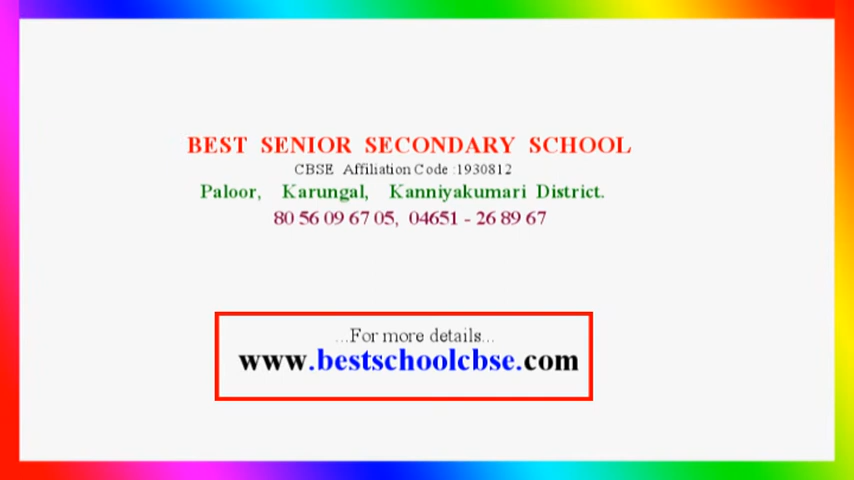 BEST SENIOR SECONDARY SCHOOL
CBSE Affiliation Code :1930812
Paloor, Karungal, Kanniyakumari District.
80 56 09 67 05, 04651 - 26 89 67
...For more details...
www.bestschoolcbse.com